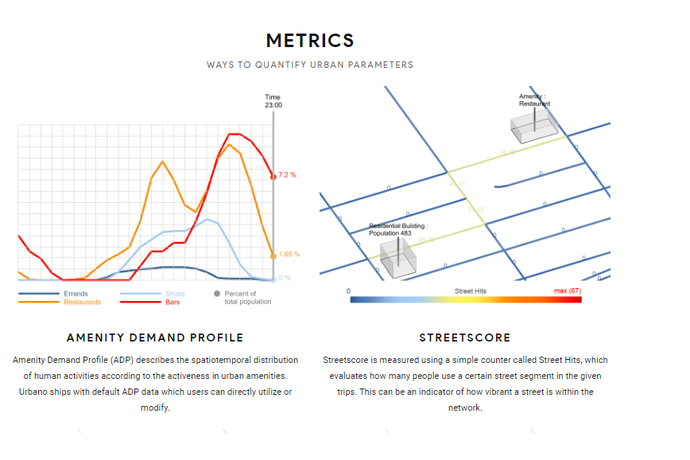 METRICS
WAYS TO QUANTIFY URBAN PARAMETERS
Time
23:00
7.2 %
1.65 %
0 %
Errands
Shops
Percent of
total population
Restaurants
Bars
Amenity :
Restaurant
Residential Building :
Population 483
0
Street Hits
max (67)
AMENITY DEMAND PROFILE
Amenity Demand Profile (ADP) describes the spatiotemporal distribution
of human activities according to the activeness in urban amenities.
Urbano ships with default ADP data which users can directly utilize or
modify.
STREETSCORE
Streetscore is measured using a simple counter called Street Hits, which
evaluates how many people use a certain street segment in the given
trips. This can be an indicator of how vibrant a street is within the
network.